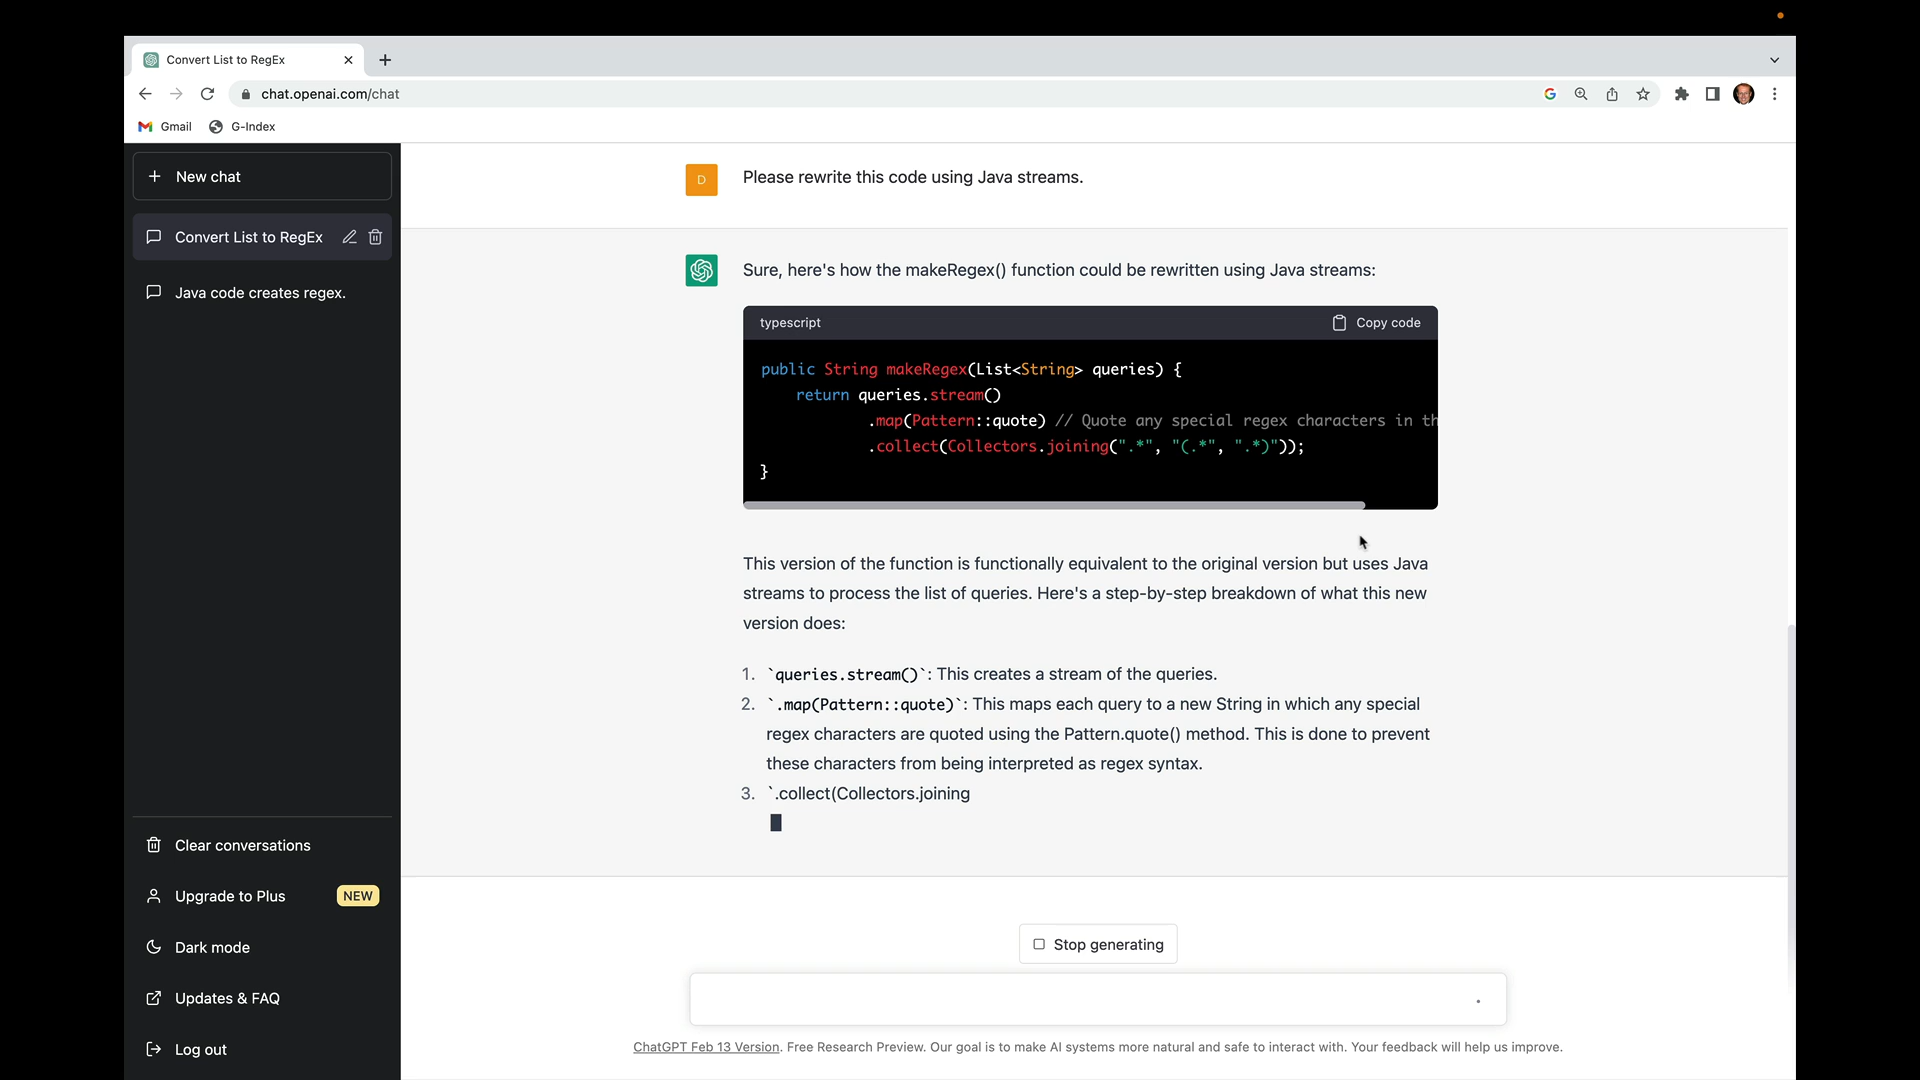 Convert List to RegEx
chat.openai.com/chat
Gmail G-Index
New chat
Convert List to RegEx
Java code creates regex.
Clear conversations
Upgrade to Plus NEW
Dark mode
Updates & FAQ
Log out
D Please rewrite this code using Java streams.
Sure, here's how the makeRegex() function could be rewritten using Java streams:
typescript Copy code
public String makeRegex(List<String> queries) {
return queries.stream()
.map(Pattern::quote) // Quote any special regex characters in th
.collect(Collectors.joining(".*", "(.*", ".*)"));
}
This version of the function is functionally equivalent to the original version but uses Java
streams to process the list of queries. Here's a step-by-step breakdown of what this new
version does:
1. `queries.stream()`: This creates a stream of the queries.
2. `.map(Pattern::quote)`: This maps each query to a new String in which any special
regex characters are quoted using the Pattern.quote() method. This is done to prevent
these characters from being interpreted as regex syntax.
3. `.collect(Collectors.joining
Stop generating
ChatGPT Feb 13 Version. Free Research Preview. Our goal is to make AI systems more natural and safe to interact with. Your feedback will help us improve.